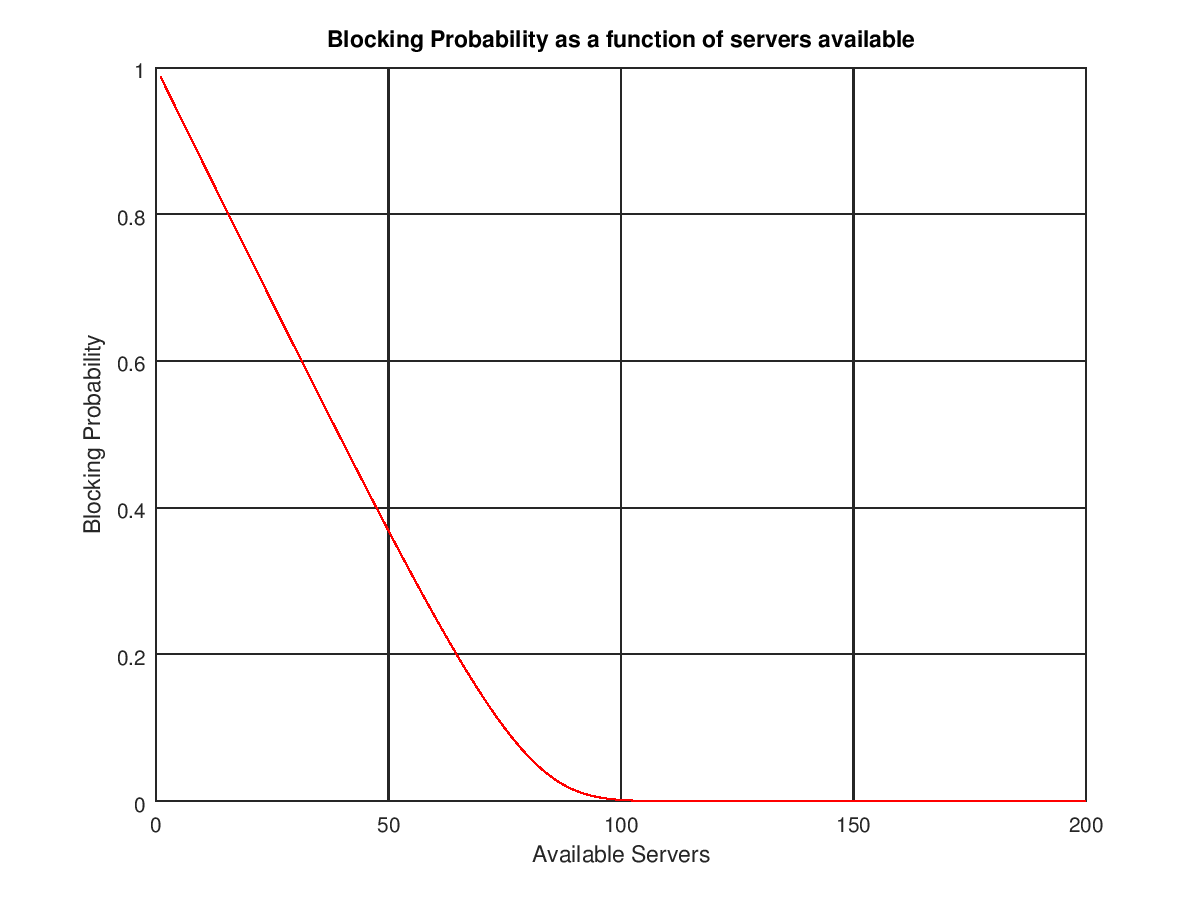 Blocking Probability as a function of servers available
1
0.8
0.6
0.4
0.2
0
Blocking Probability
0 50 100 150 200
Available Servers